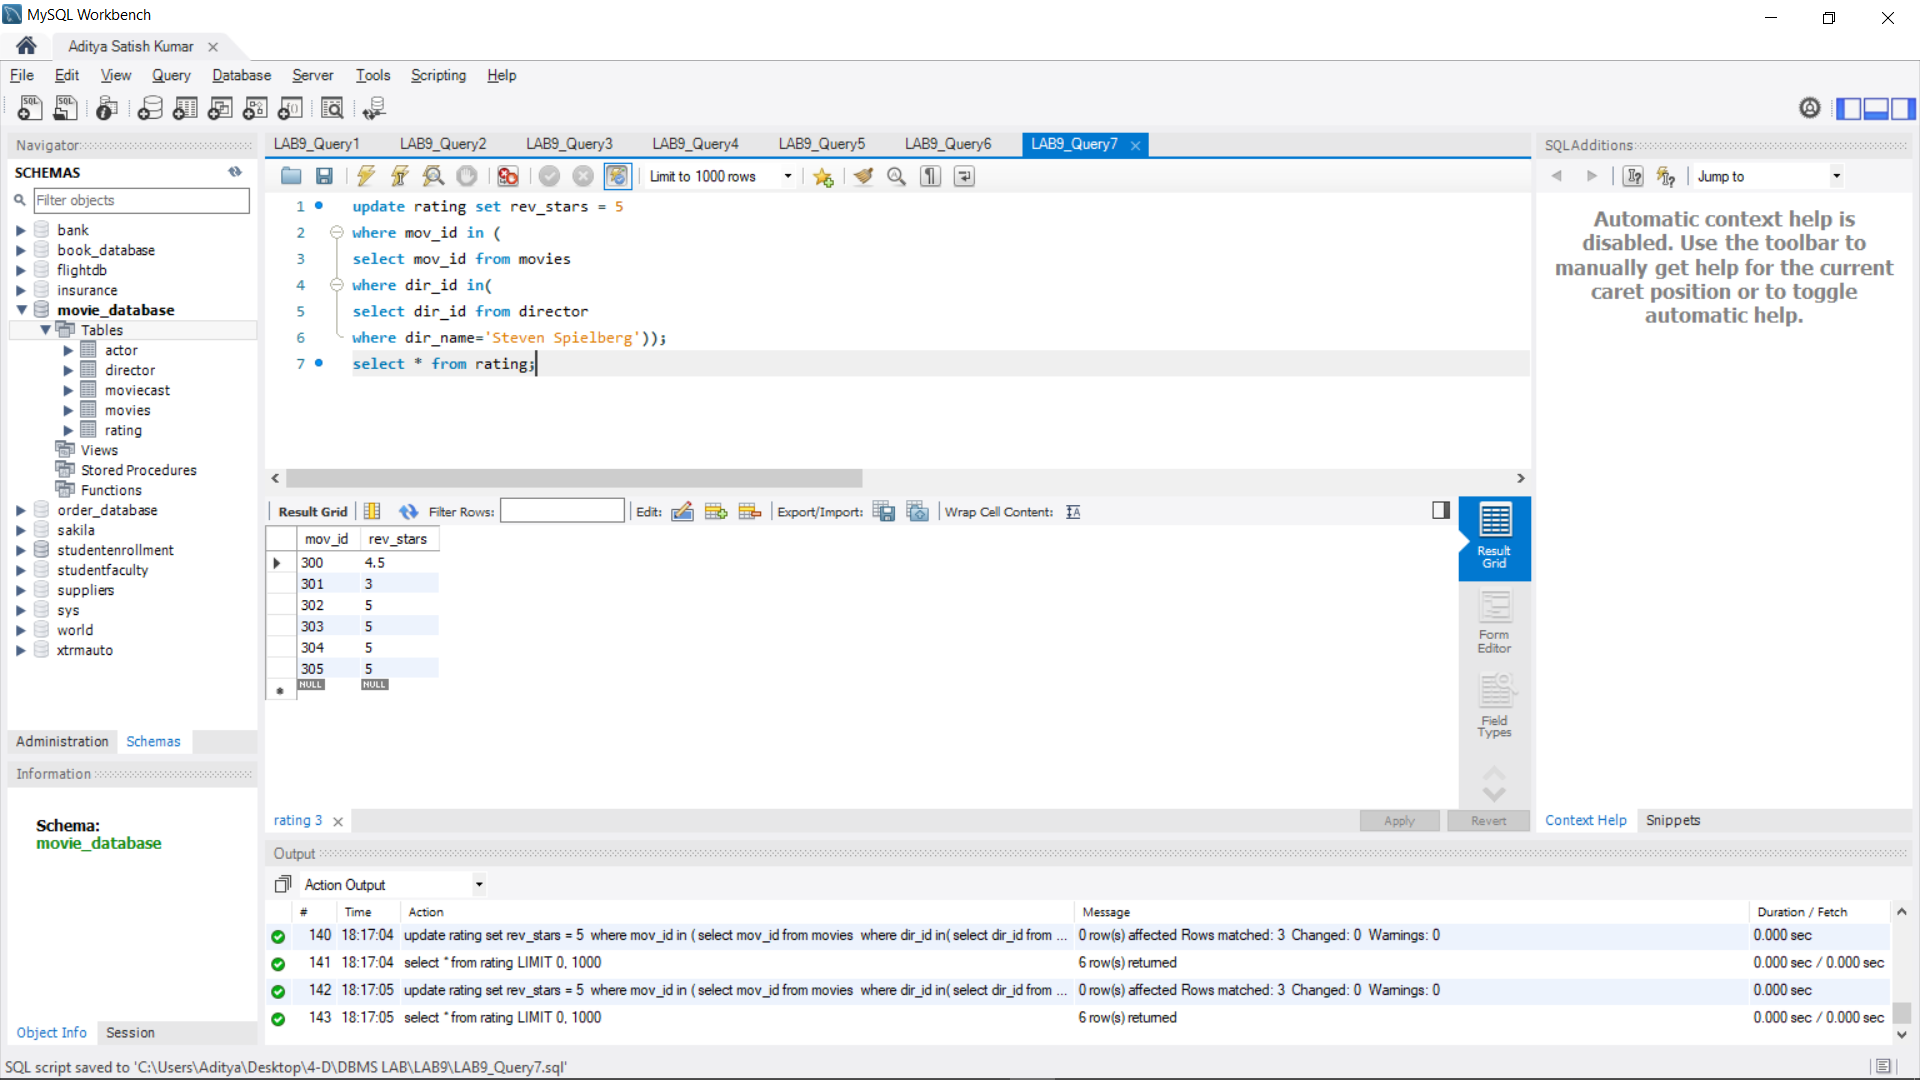 MySQL Workbench
Aditya Satish Kumar
File Edit View Query Database Server Tools Scripting Help
Navigator
SCHEMAS
Filter objects
bank
book_database
flightdb
insurance
movie_database
Tables
actor
director
moviecast
movies
rating
Views
Stored Procedures
Functions
order_database
sakila
studentenrollment
studentfaculty
suppliers
sys
world
xtrmauto
Administration Schemas
Information
Schema:
movie_database
Object Info Session
LAB9_Query1 LAB9_Query2 LAB9_Query3 LAB9_Query4 LAB9_Query5 LAB9_Query6 LAB9_Query7
Limit to 1000 rows
1 update rating set rev_stars = 5
2 where mov_id in (
3 select mov_id from movies
4 where dir_id in(
5 select dir_id from director
6 where dir_name='Steven Spielberg'));
7 select * from rating;
Result Grid Filter Rows: Edit: Export/Import: Wrap Cell Content:
mov_id rev_stars
300 4.5
301 3
302 5
303 5
304 5
305 5
NULL NULL
Result Grid
Form Editor
Field Types
rating 3
Apply Revert
SQLAdditions
Jump to
Automatic context help is
disabled. Use the toolbar to
manually get help for the current
caret position or to toggle
automatic help.
Context Help Snippets
Output
Action Output
# Time Action Message Duration / Fetch
140 18:17:04 update rating set rev_stars = 5 where mov_id in ( select mov_id from movies where dir_id in( select dir_id from ... 0 row(s) affected Rows matched: 3 Changed: 0 Warnings: 0 0.000 sec
141 18:17:04 select * from rating LIMIT 0, 1000 6 row(s) returned 0.000 sec / 0.000 sec
142 18:17:05 update rating set rev_stars = 5 where mov_id in ( select mov_id from movies where dir_id in( select dir_id from ... 0 row(s) affected Rows matched: 3 Changed: 0 Warnings: 0 0.000 sec
143 18:17:05 select * from rating LIMIT 0, 1000 6 row(s) returned 0.000 sec / 0.000 sec
SQL script saved to 'C:\Users\Aditya\Desktop\4-D\DBMS LAB\LAB9\LAB9_Query7.sql'